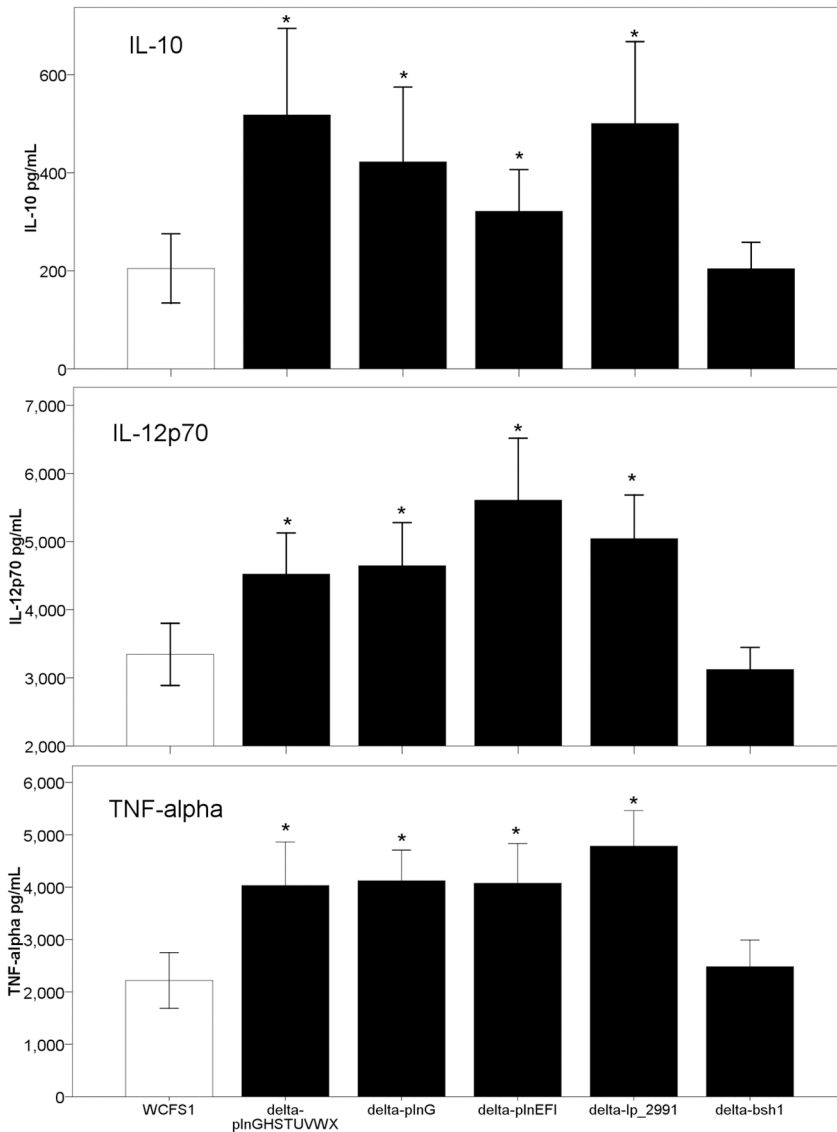 IL-10
*
*
*
*
600
400
200
0
IL-10 pg/mL
IL-12p70
*
*
*
*
7,000
6,000
5,000
4,000
3,000
2,000
IL-12p70 pg/mL
TNF-alpha
*
*
*
*
6,000
5,000
4,000
3,000
2,000
1,000
0
TNF-alpha pg/mL
WCFS1
delta-
plnGHSTUVWX
delta-plnG
delta-plnEFI
delta-lp_2991
delta-bsh1